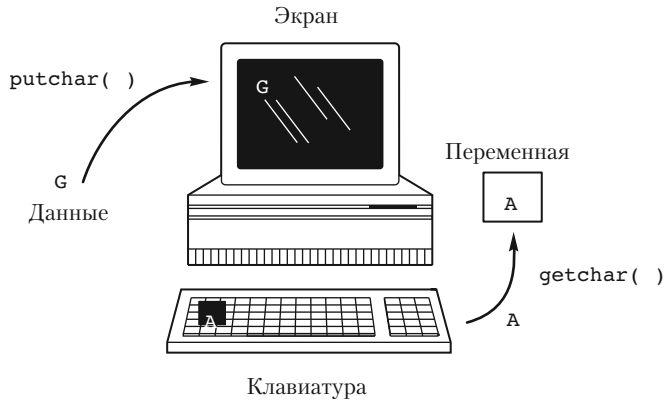 Экран
putchar( )
G
G
Данные
Переменная
A
getchar( )
A
A
Клавиатура